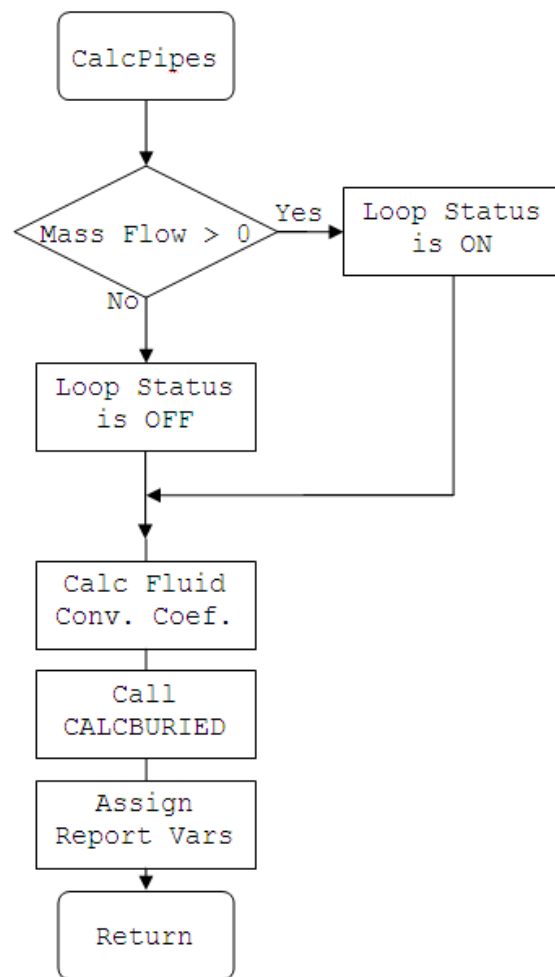 CalcPipes
Mass Flow > 0
Yes
Loop Status
is ON
No
Loop Status
is OFF
Calc Fluid
Conv. Coef.
Call
CALCBURIED
Assign
Report Vars
Return